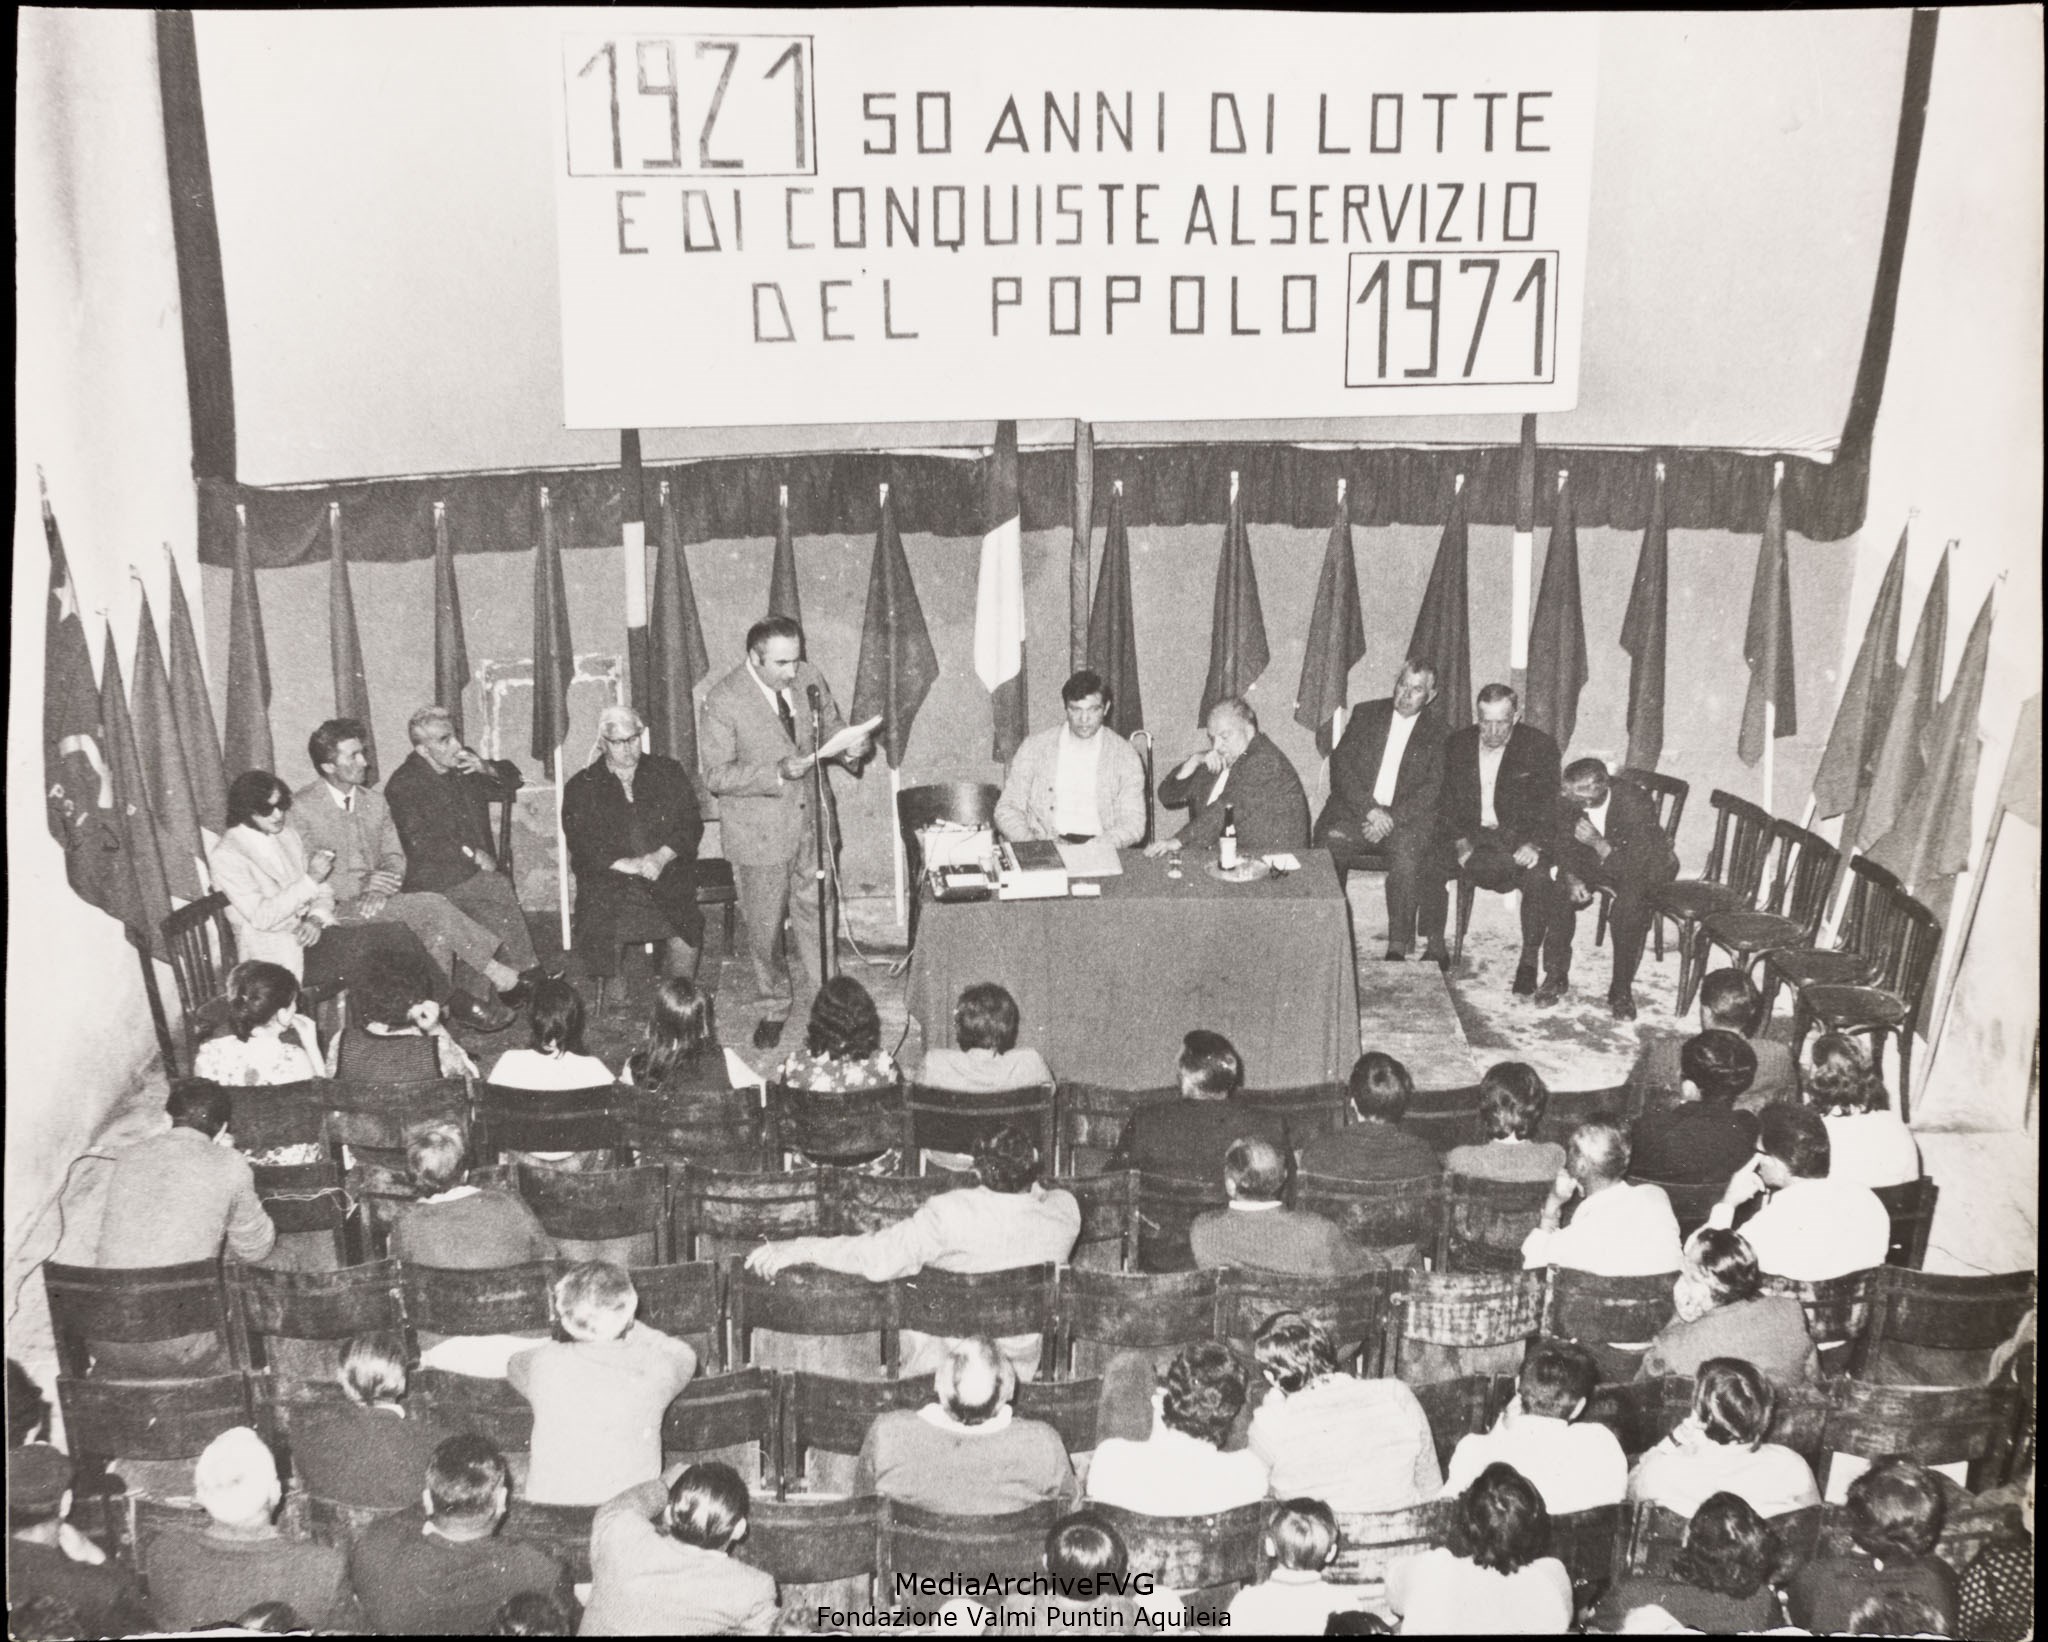 1921
50 ANNI DI LOTTE
E DI CONQUISTE AL SERVIZIO
DEL POPOLO
1971
MediaArchiveFVG
Fondazione Valmi Puntin Aquileia